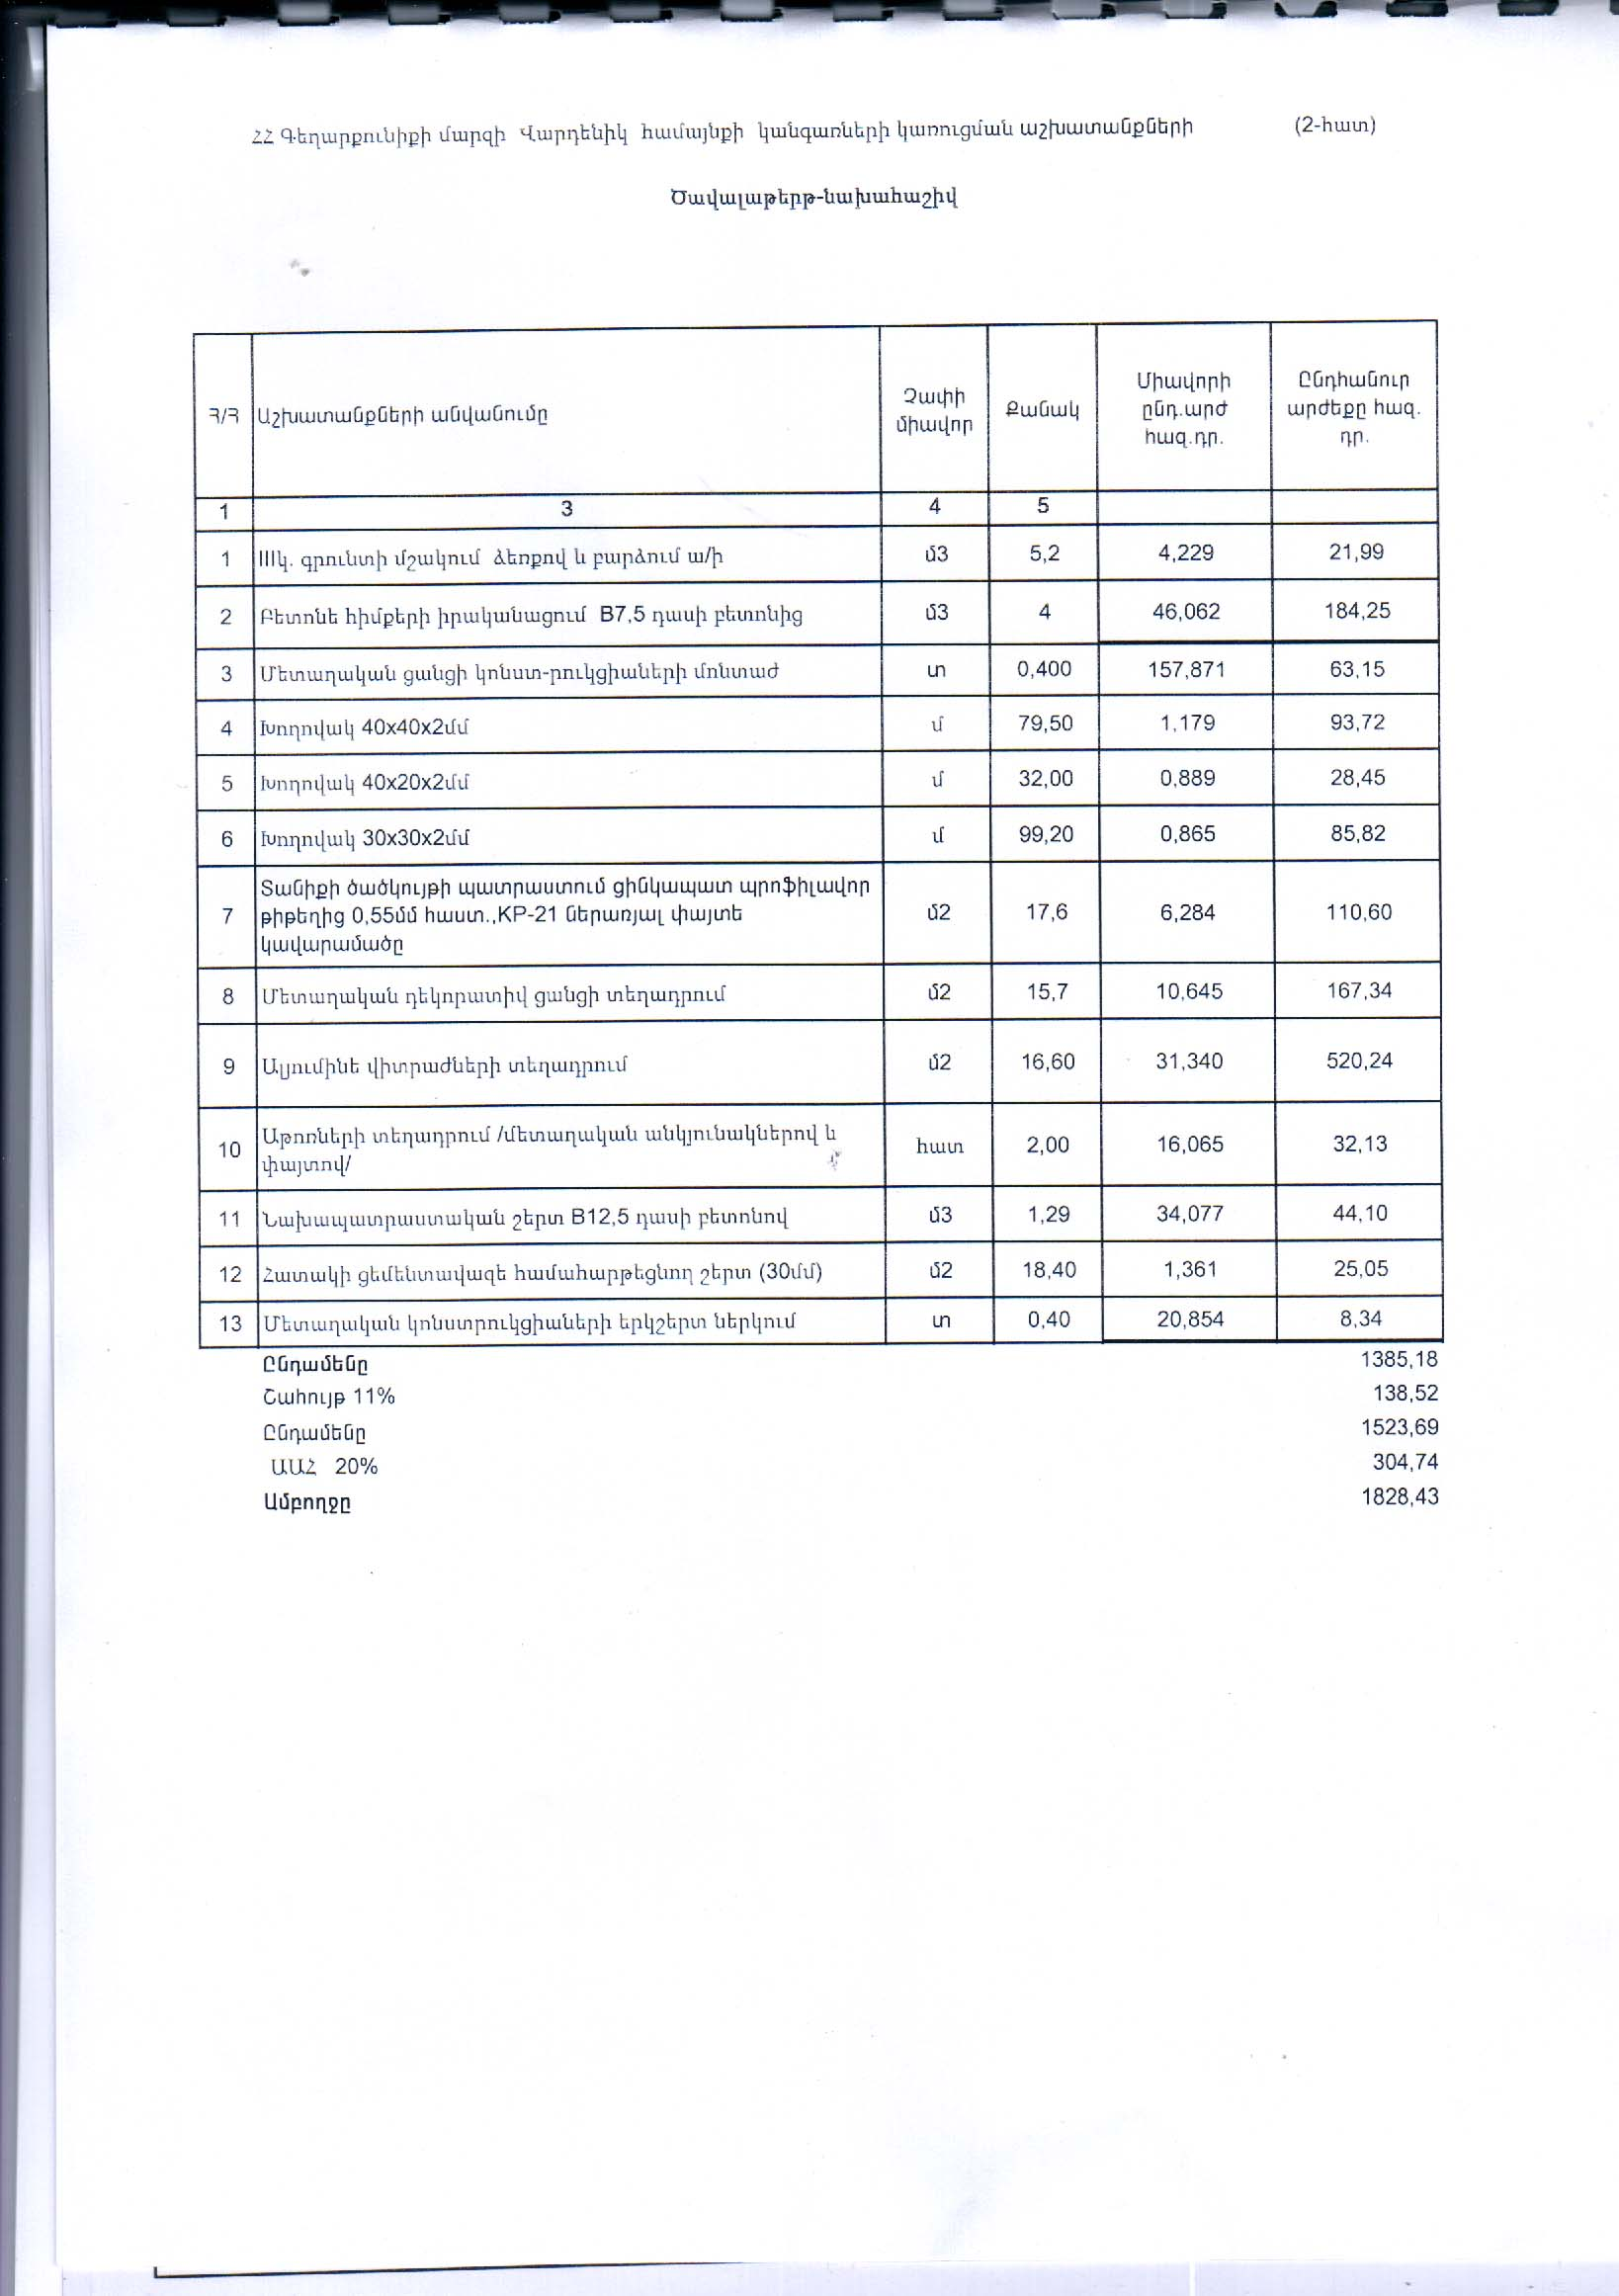 ՀՀ Գեղարքունիքի մարզի Վարդենիկ համայնքի կանգառների կառուցման աշխատանքների (2-հատ)
Ծավալաթերթ-նախահաշիվ
Հ/Հ Աշխատանքների անվանումը Չափի միավոր Քանակ Միավորի ընդ.արժ հազ.դր. Ընդհանուր արժեքը հազ. դր.
1 3 4 5
1 IIIկ. գրունտի մշակում ձեռքով և բարձում ա/ի մ3 5,2 4,229 21,99
2 Բետոնե հիմքերի իրականացում B7,5 դասի բետոնից մ3 4 46,062 184,25
3 Մետաղական ցանցի կոնստ-րուկցիաների մոնտաժ տ 0,400 157,871 63,15
4 Խողովակ 40x40x2մմ մ 79,50 1,179 93,72
5 Խողովակ 40x20x2մմ մ 32,00 0,889 28,45
6 Խողովակ 30x30x2մմ մ 99,20 0,865 85,82
7 Տանիքի ծածկույթի պատրաստում ցինկապատ պրոֆիլավոր
թիթեղից 0,55մմ հաստ.,KP-21 ներառյալ փայտե մ2 17,6 6,284 110,60
կավարամածը
8 Մետաղական դեկորատիվ ցանցի տեղադրում մ2 15,7 10,645 167,34
9 Ալյումինե վիտրաժների տեղադրում մ2 16,60 31,340 520,24
10 Աթոռների տեղադրում /մետաղական անկյունակներով և
փայտով/ հատ 2,00 16,065 32,13
11 Նախապատրաստական շերտ B12,5 դասի բետոնով մ3 1,29 34,077 44,10
12 Հատակի ցեմենտավազե համահարթեցնող շերտ (30մմ) մ2 18,40 1,361 25,05
13 Մետաղական կոնստրուկցիաների երկշերտ ներկում տ 0,40 20,854 8,34
Ընդամենը 1385,18
Շահույթ 11% 138,52
Ընդամենը 1523,69
ԱԱՀ 20% 304,74
Ամբողջը 1828,43